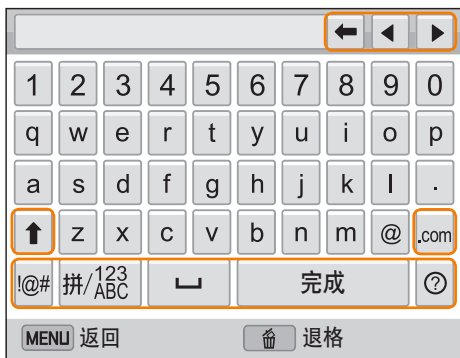 1 2 3 4 5 6 7 8 9 0
q w e r t y u i o p
a s d f g h j k l .
z x c v b n m @ .com
!@# 拼/123 ABC 完成 ?
MENU 返回 退格